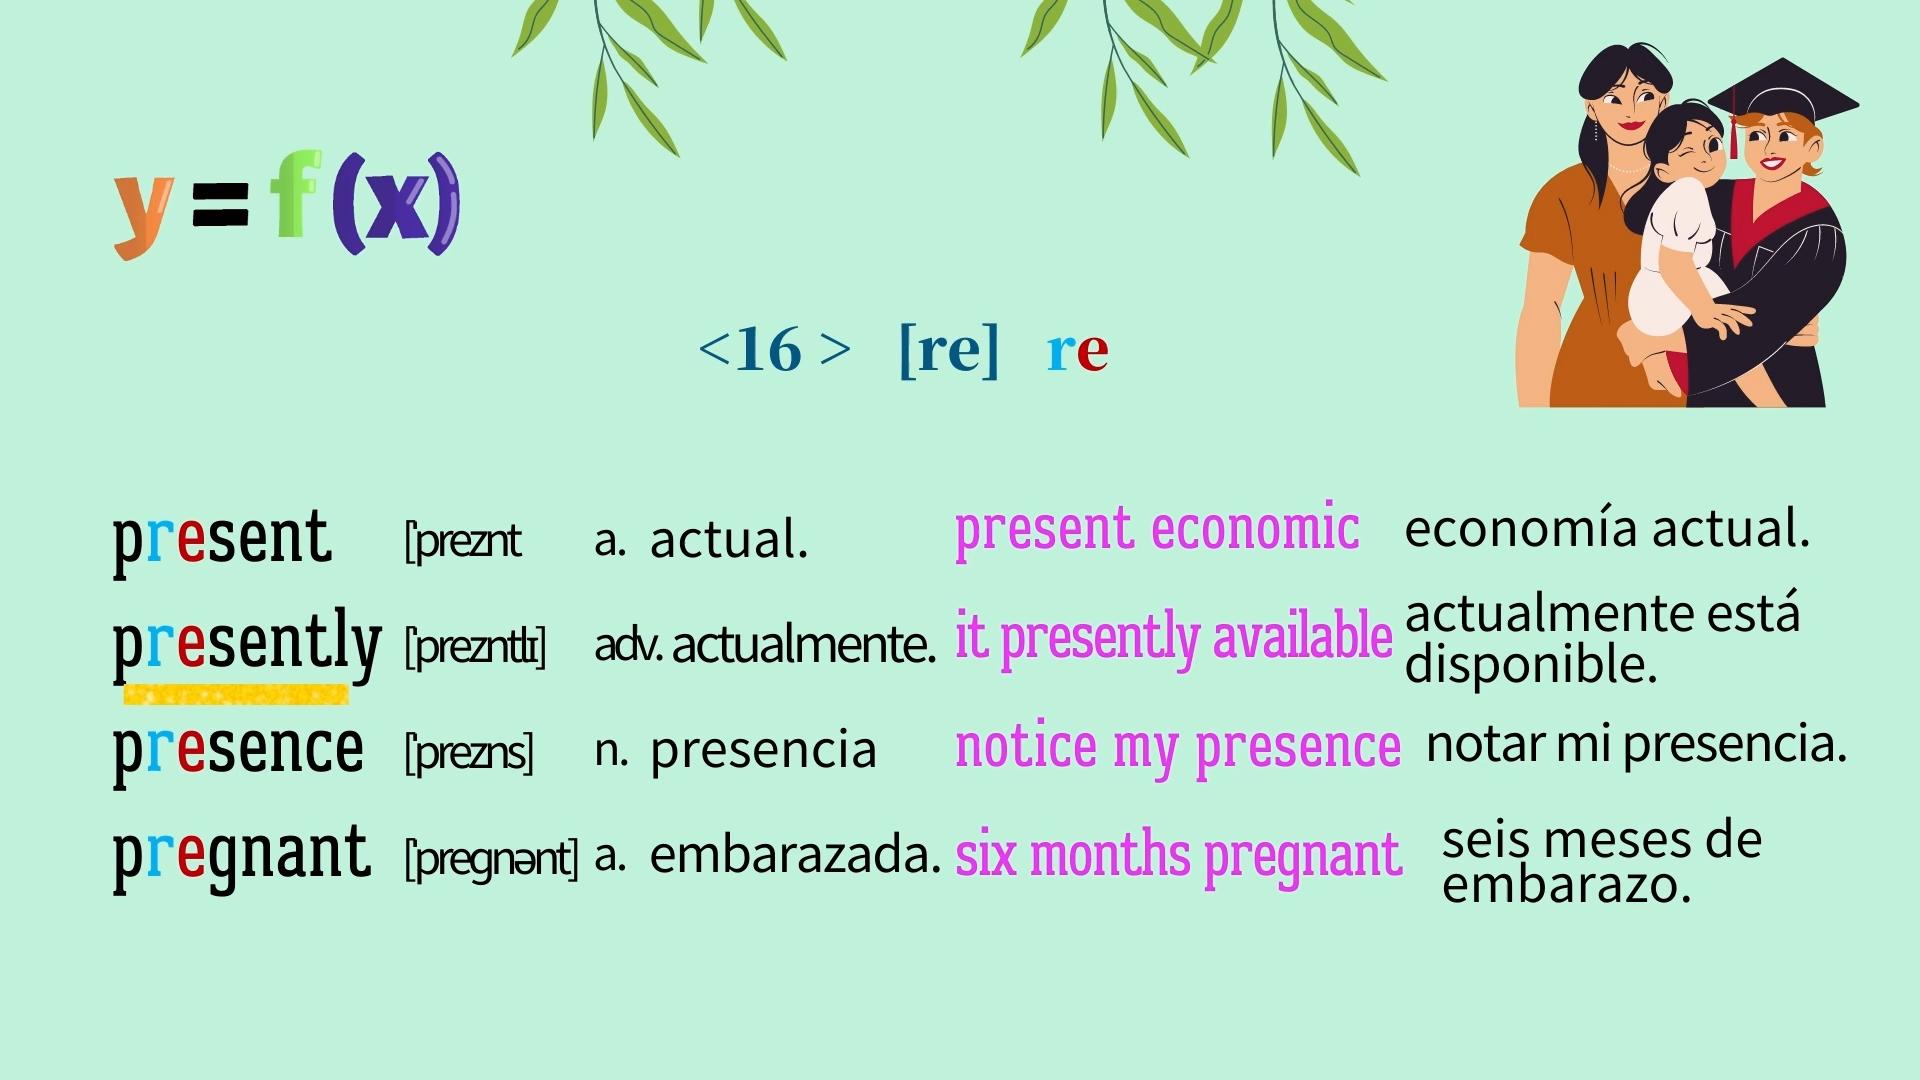 y = f (x)
<16 > [re] re
present ['preznt a. actual. present economic economía actual.
presently ['prezntlɪ] adv. actualmente. it presently available actualmente está
disponible.
presence ['prezns] n. presencia notice my presence notar mi presencia.
pregnant ['pregnənt] a. embarazada. six months pregnant seis meses de
embarazo.